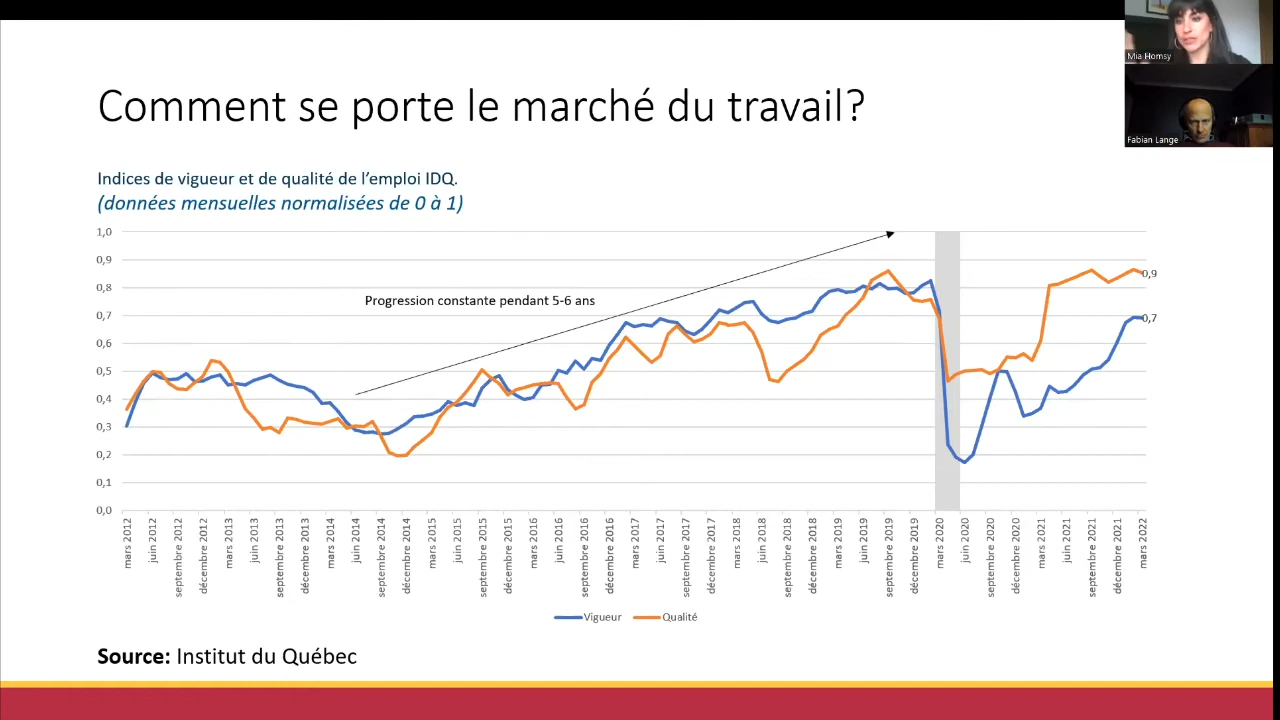 Mia Homsy
Fabian Lange
Comment se porte le marché du travail?
Indices de vigueur et de qualité de l’emploi IDQ.
(données mensuelles normalisées de 0 à 1)
1,0
0,9
0,8
0,7
0,6
0,5
0,4
0,3
0,2
0,1
0,0
Progression constante pendant 5-6 ans
0,9
0,7
mars 2012
juin 2012
septembre 2012
décembre 2012
mars 2013
juin 2013
septembre 2013
décembre 2013
mars 2014
juin 2014
septembre 2014
décembre 2014
mars 2015
juin 2015
septembre 2015
décembre 2015
mars 2016
juin 2016
septembre 2016
décembre 2016
mars 2017
juin 2017
septembre 2017
décembre 2017
mars 2018
juin 2018
septembre 2018
décembre 2018
mars 2019
juin 2019
septembre 2019
décembre 2019
mars 2020
juin 2020
septembre 2020
décembre 2020
mars 2021
juin 2021
septembre 2021
décembre 2021
mars 2022
Vigueur
Qualité
Source: Institut du Québec